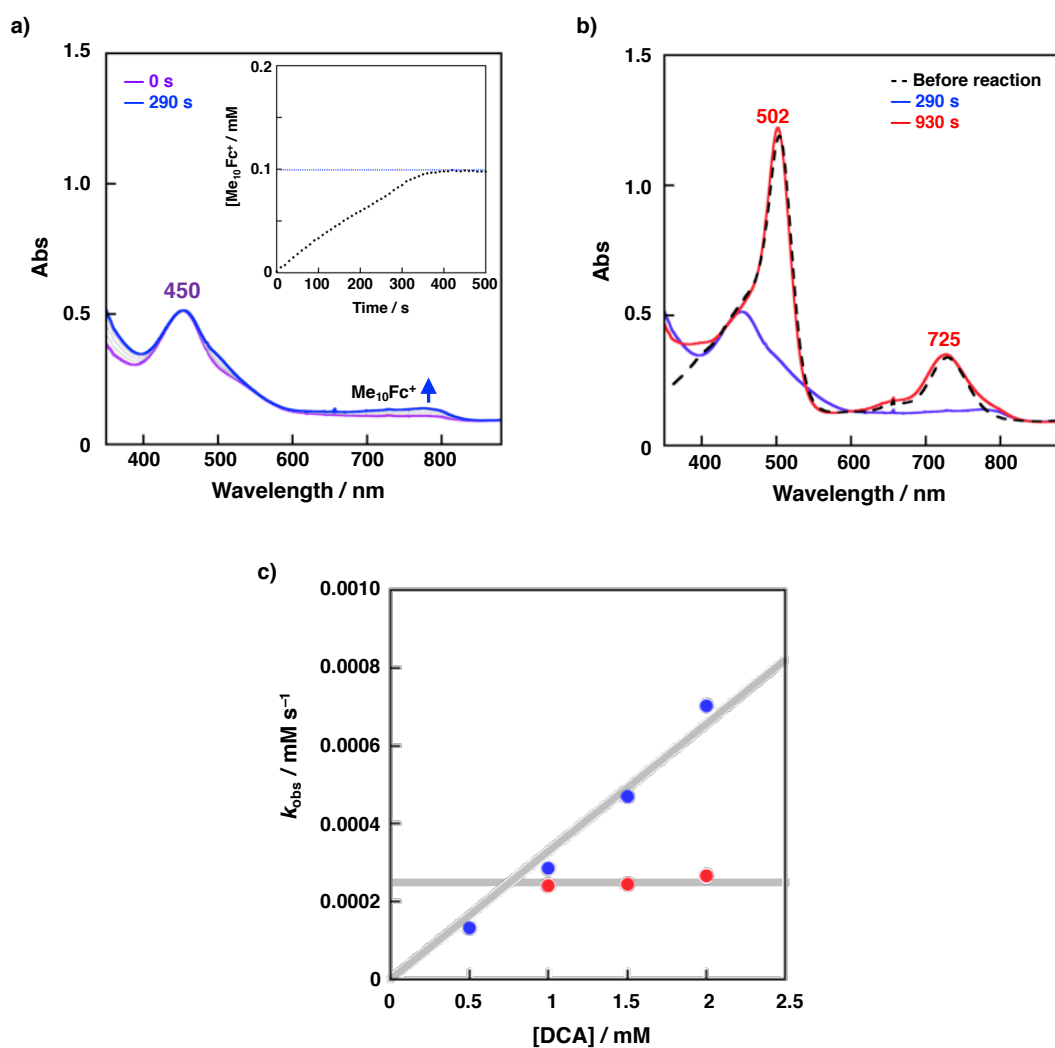 a)
1.5
1.0
0.5
0
Abs
0 s
290 s
450
Me₁₀Fc⁺
400 500 600 700 800
Wavelength / nm
0.2
0.1
0
[Me₁₀Fc⁺ / mM
0 100 200 300 400 500
Time / s
b)
1.5
1.0
0.5
0
Abs
Before reaction
290 s
930 s
502
725
400 500 600 700 800
Wavelength / nm
c)
0.0010
0.0008
0.0006
0.0004
0.0002
0
k_obs / mM s⁻¹
0 0.5 1 1.5 2 2.5
[DCA] / mM